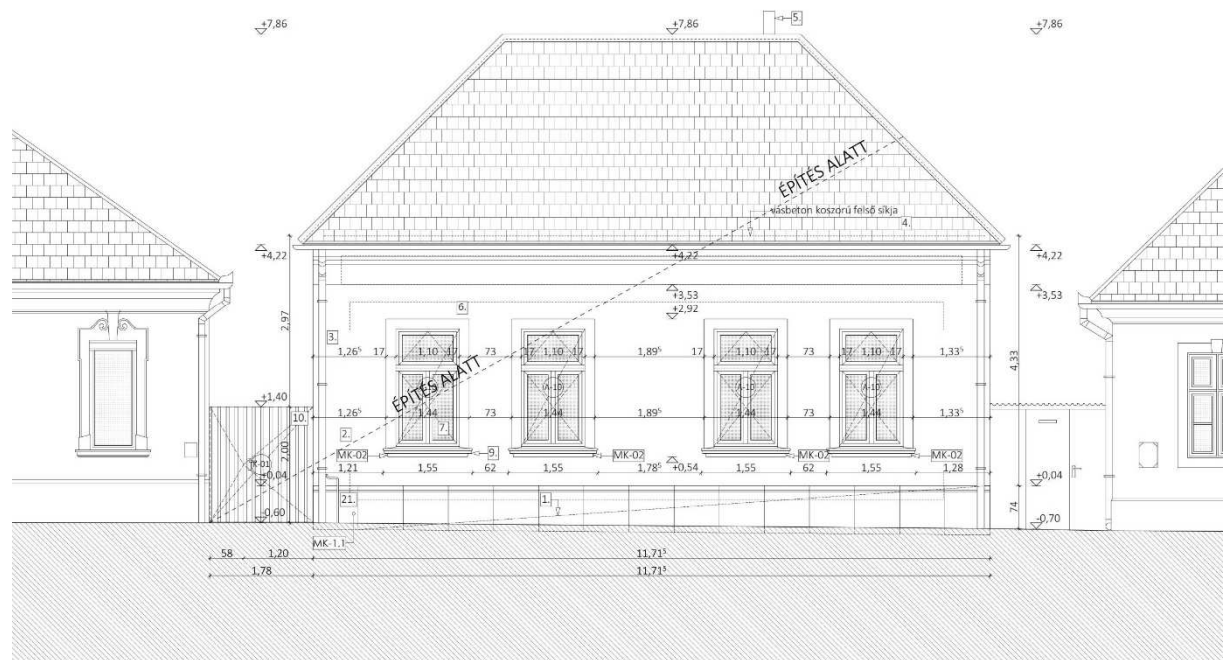 +7,86
+7,86
+7,86
5.
ÉPÍTÉS ALATT
vasbeton koszorú felső síkja
4.
+4,22
+4,22
+4,22
+3,53
+3,53
+2,92
6.
2,97
3.
4,33
1,26⁵ 17 1,10 17 73 17 1,10 17 1,89⁵ 17 1,10 17 73 17 1,10 17 1,33⁵
ÉPÍTÉS ALATT
+1,40
10.
1,26⁵ 1,44 73 1,44 1,89⁵ 1,44 73 1,44 1,33⁵
7.
2.
2,00
MK-02
9.
MK-02
MK-02
MK-02
1,21 1,55 62 1,55 1,78⁵ +0,54 1,55 62 1,55 1,28
+0,04
+0,04
21.
1.
74
-0,60
-0,70
MK-1.1
58 1,20 11,71⁵
1,78 11,71⁵